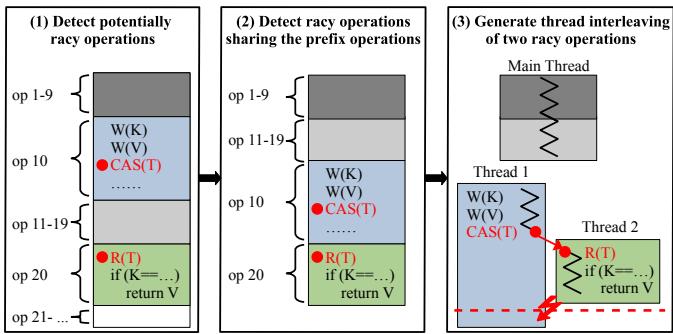 (1) Detect potentially
racy operations
op 1-9
W(K)
W(V)
CAS(T)
......
op 10
op 11-19
R(T)
if (K==...)
return V
op 20
op 21- ...
(2) Detect racy operations
sharing the prefix operations
op 1-9
op 11-19
W(K)
W(V)
CAS(T)
......
op 10
R(T)
if (K==...)
return V
op 20
(3) Generate thread interleaving
of two racy operations
Main Thread
Thread 1
W(K)
W(V)
CAS(T)
Thread 2
R(T)
if (K==...)
return V